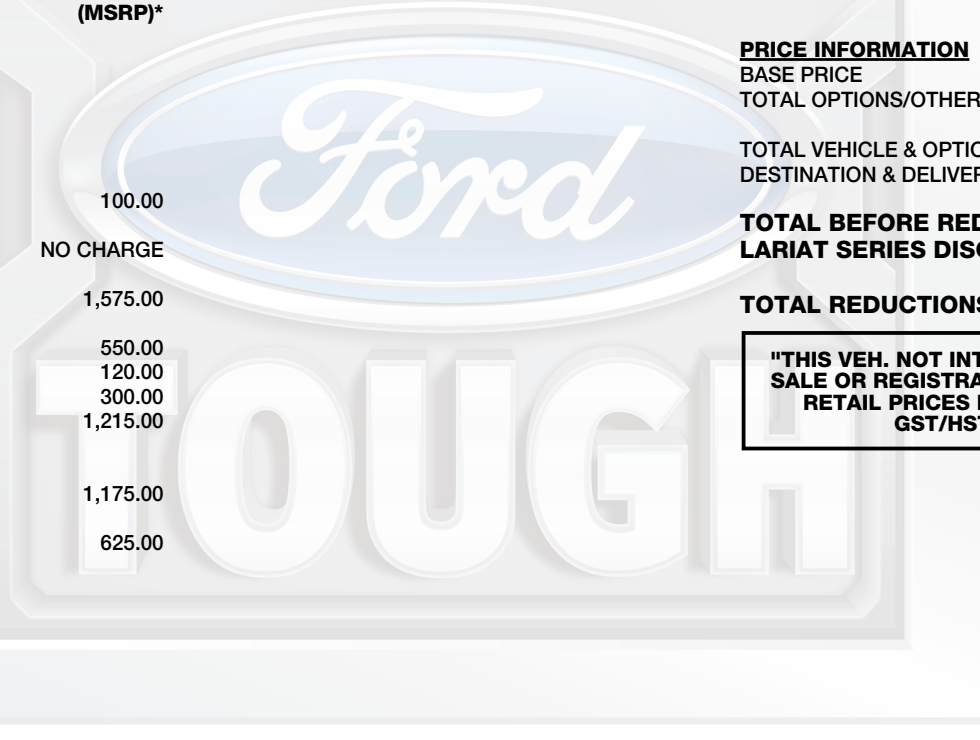 (MSRP)*
100.00
NO CHARGE
1,575.00
550.00
120.00
300.00
1,215.00
1,175.00
625.00
Ford
TOUGH
PRICE INFORMATION
BASE PRICE
TOTAL OPTIONS/OTHER
TOTAL VEHICLE & OPTIO
DESTINATION & DELIVER
TOTAL BEFORE RED
LARIAT SERIES DISC
TOTAL REDUCTIONS
"THIS VEH. NOT INT
SALE OR REGISTRA
RETAIL PRICES
GST/HST